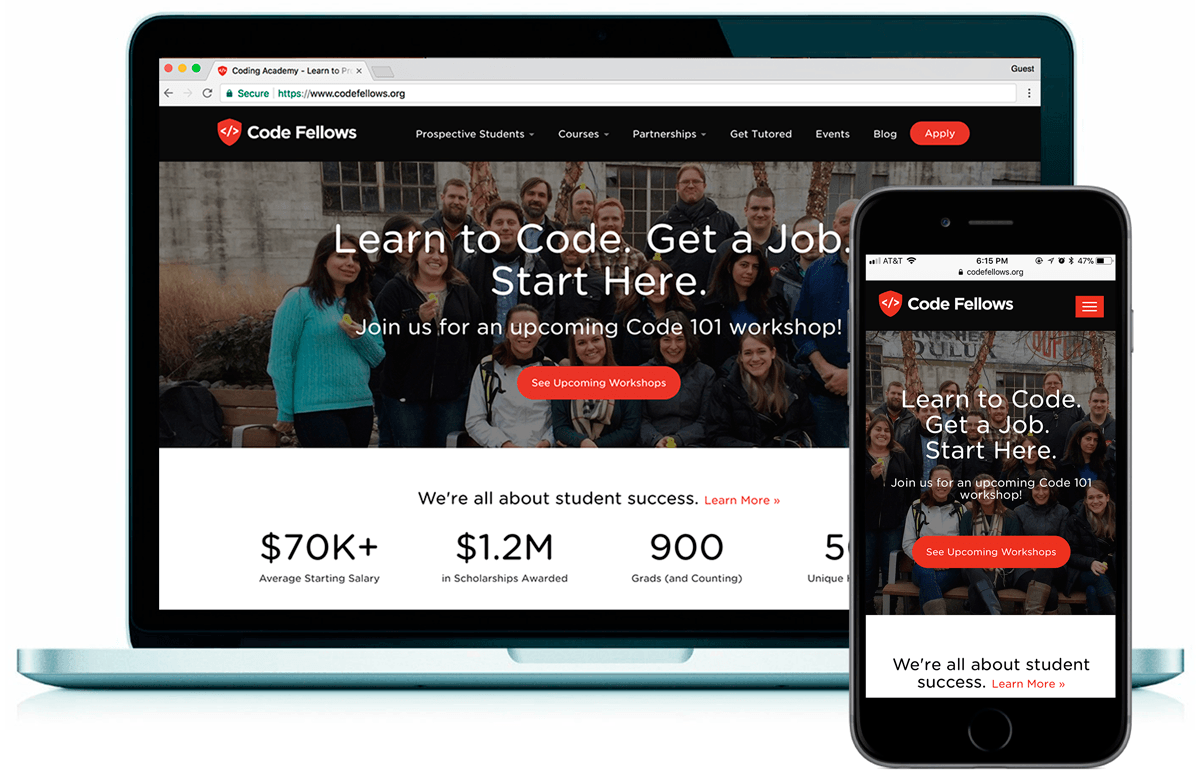 Coding Academy - Learn to Pr
Guest
Secure https://www.codefellows.org
</> Code Fellows
Prospective Students
Courses
Partnerships
Get Tutored
Events
Blog
Apply
Learn to Code. Get a Job.
Start Here.
Join us for an upcoming Code 101 workshop!
See Upcoming Workshops
We're all about student success. Learn More »
$70K+
Average Starting Salary
$1.2M
in Scholarships Awarded
900
Grads (and Counting)
Unique
AT&T 6:15 PM 47%
codefellows.org
</> Code Fellows
Learn to Code.
Get a Job.
Start Here.
Join us for an upcoming Code 101
workshop!
See Upcoming Workshops
We're all about student
success. Learn More »